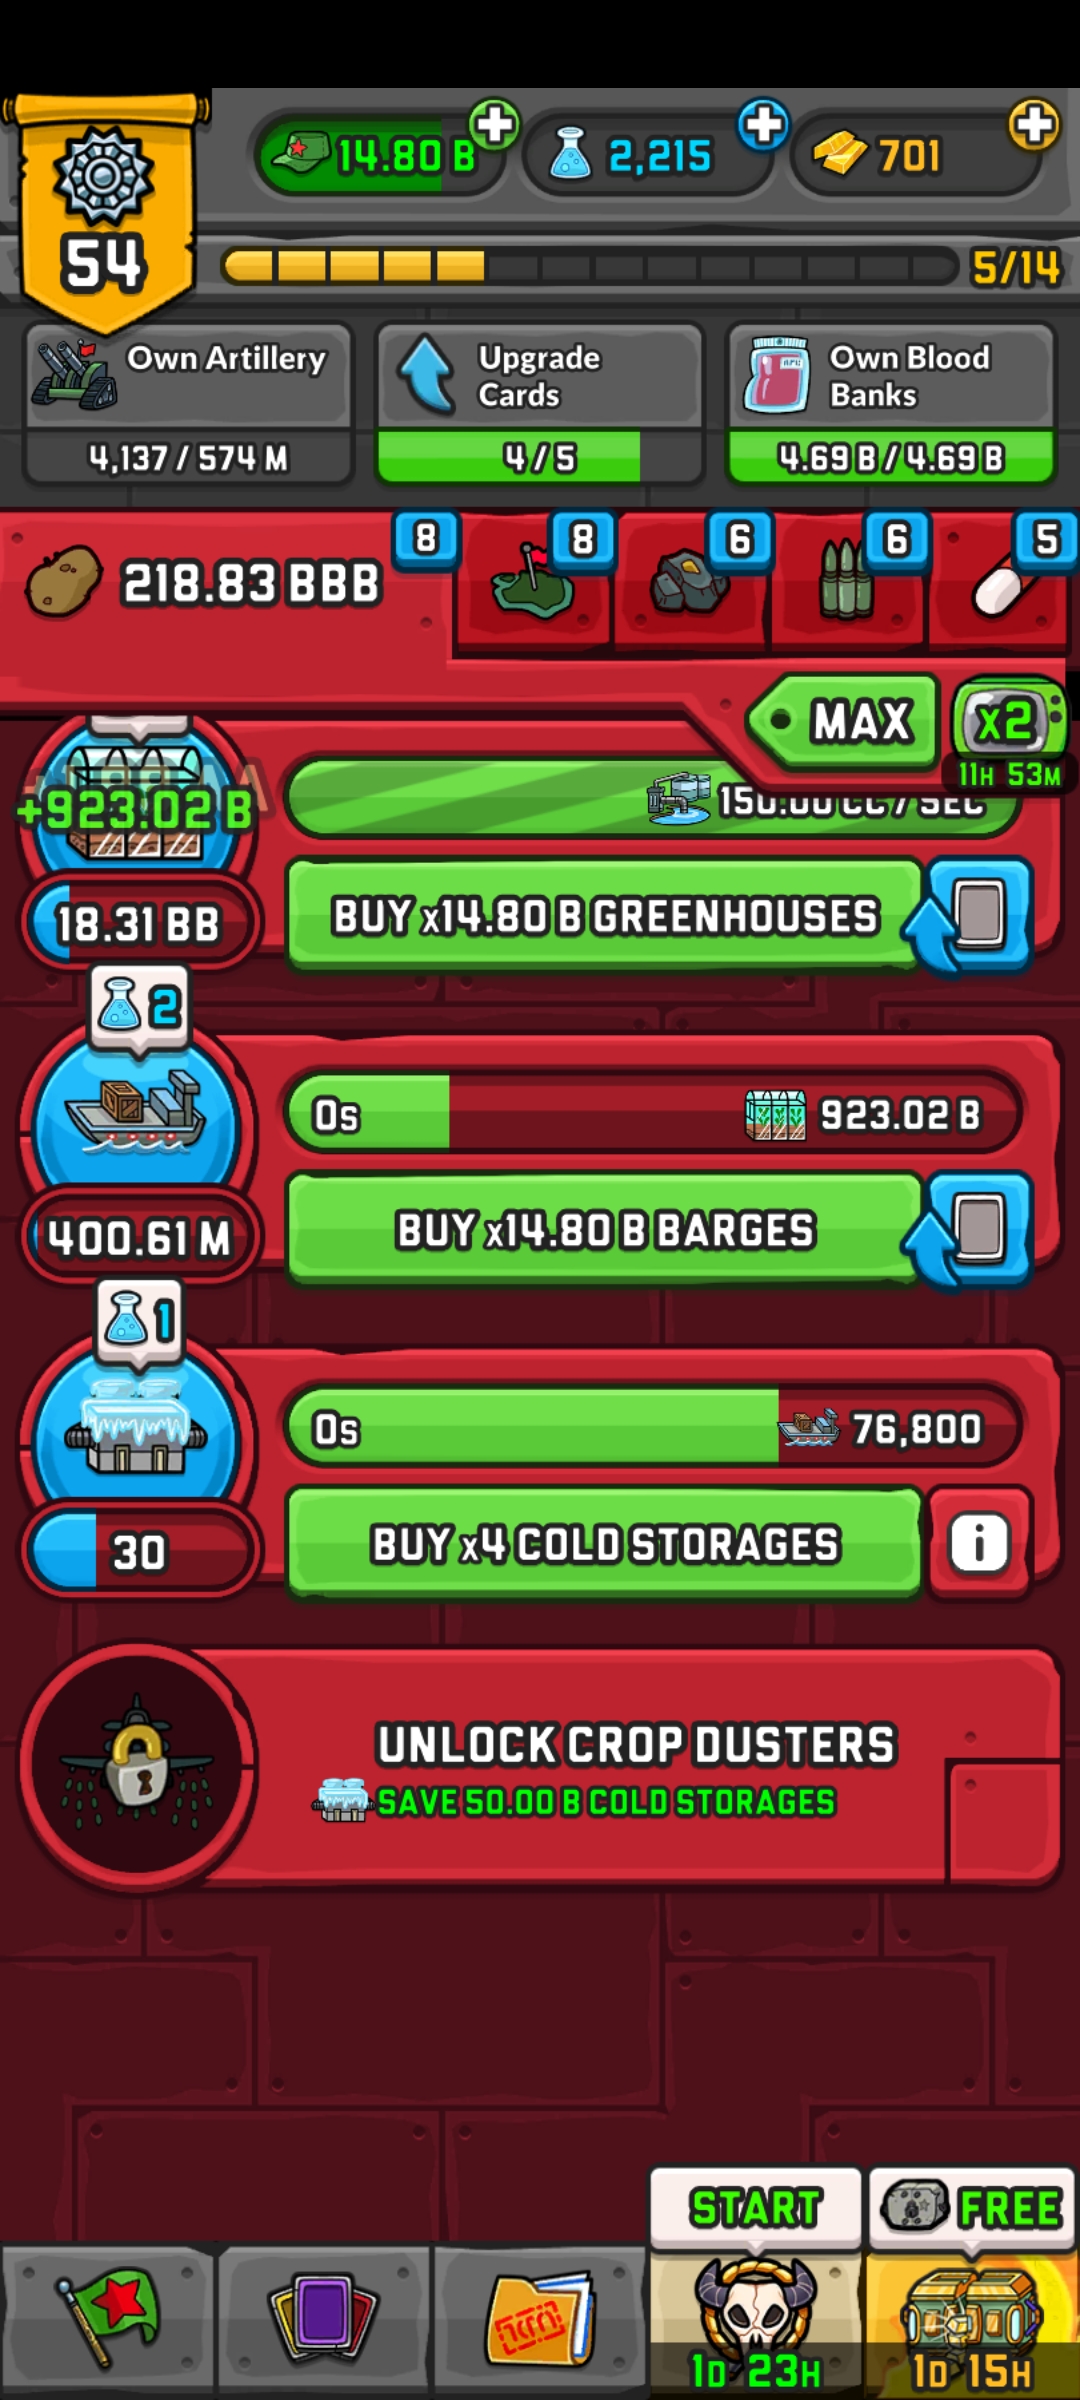 14.80 B
2,215
701
54
5/14
Own Artillery
4,137 / 574 M
Upgrade
Cards
4 / 5
Own Blood
Banks
4.69 B / 4.69 B
218.83 BBB
8
8
6
6
5
MAX
x2
11H 53M
+923.02 B
150.00 CC / SEC
18.31 BB
BUY x14.80 B GREENHOUSES
2
0s
923.02 B
400.61 M
BUY x14.80 B BARGES
1
0s
76,800
30
BUY x4 COLD STORAGES
i
UNLOCK CROP DUSTERS
SAVE 50.00 B COLD STORAGES
START
FREE
1D 23H
1D 15H